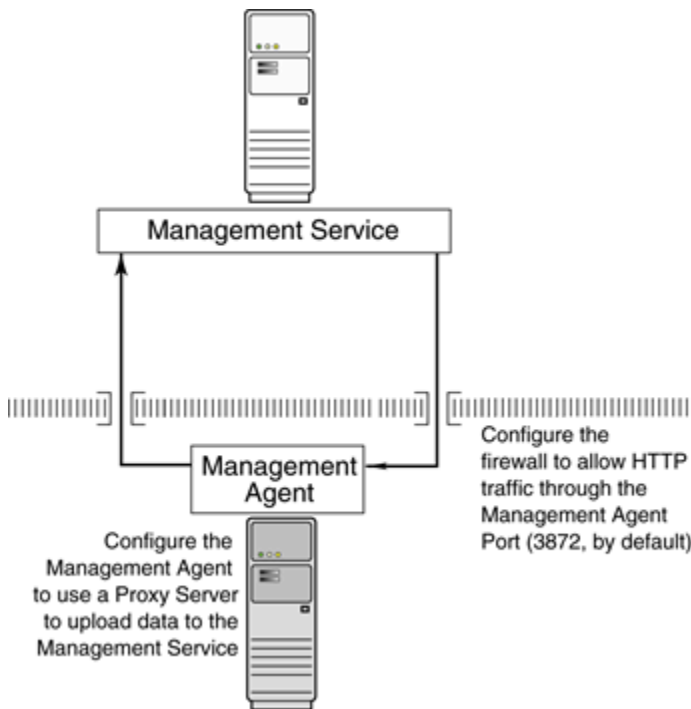 Management Service
Configure the
firewall to allow HTTP
traffic through the
Management Agent
Port (3872, by default)
Management
Agent
Configure the
Management Agent
to use a Proxy Server
to upload data to the
Management Service